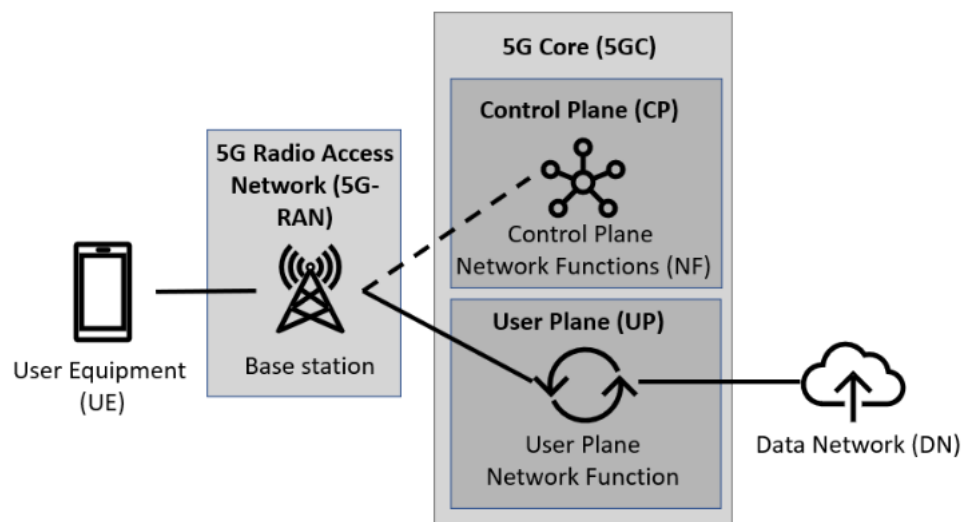 5G Core (5GC)
Control Plane (CP)
Control Plane
Network Functions (NF)
5G Radio Access
Network (5G-
RAN)
Base station
User Equipment
(UE)
User Plane (UP)
User Plane
Network Function
Data Network (DN)